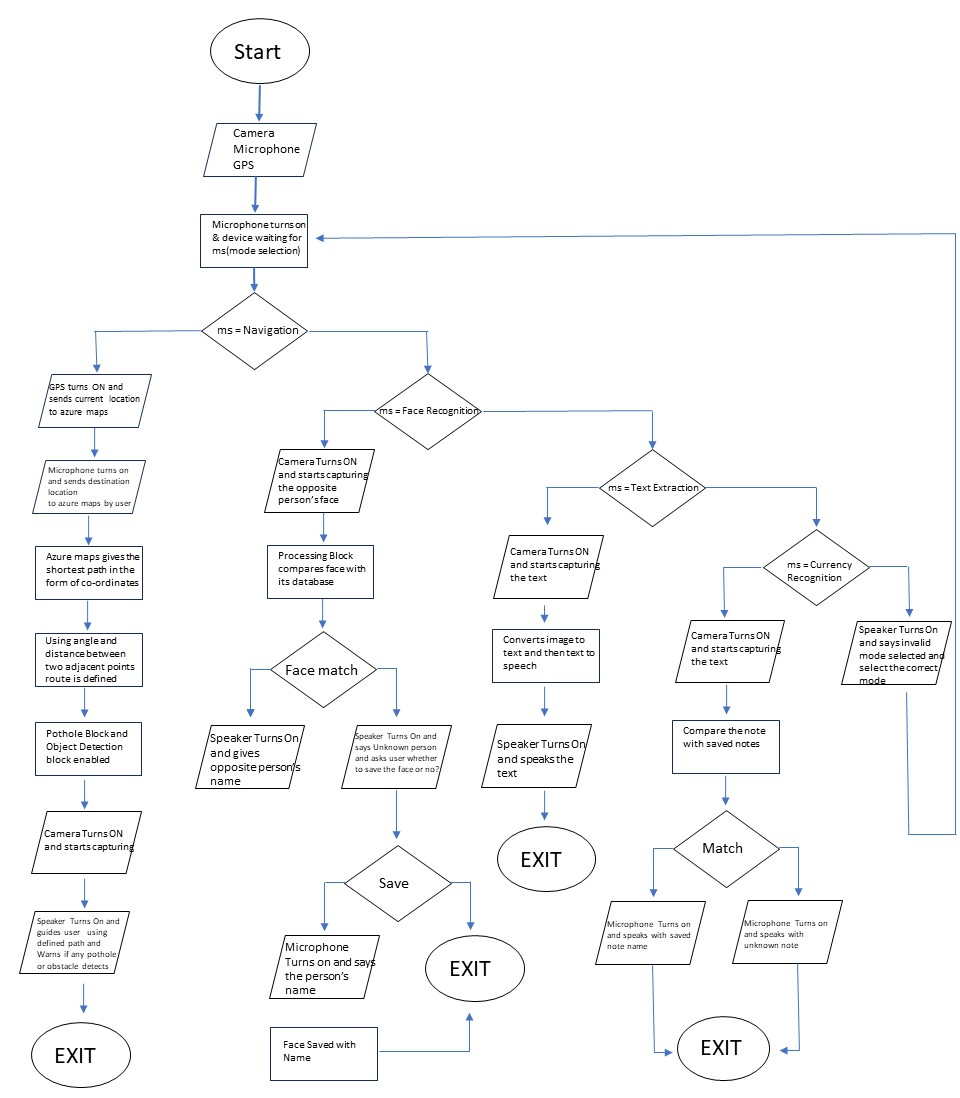 Start
Camera
Microphone
GPS
Microphone turns on
& device waiting for
ms(mode selection)
ms = Navigation
GPS turns ON and
sends current location
to azure maps
Microphone turns on
and sends destination
location
to azure maps by user
Azure maps gives the
shortest path in the
form of co-ordinates
Using angle and
distance between
two adjacent points
route is defined
Pothole Block and
Object Detection
block enabled
Camera Turns ON
and starts capturing
Speaker Turns On and
guides user using
defined path and
Warns if any pothole
or obstacle detects
EXIT
ms = Face Recognition
Camera Turns ON
and starts capturing
the opposite
person's face
Processing Block
compares face with
its database
Face match
Speaker Turns On
and gives
opposite person's
name
Speaker Turns On and
says Unknown person
and asks user whether
to save the face or no?
Save
Microphone
Turns on and says
the person's
name
EXIT
Face Saved with
Name
ms = Text Extraction
Camera Turns ON
and starts capturing
the text
Converts image to
text and then text to
speech
Speaker Turns On
and speaks the
text
EXIT
ms = Currency
Recognition
Camera Turns ON
and starts capturing
the text
Compare the note
with saved notes
Match
Microphone Turns on
and speaks with saved
note name
Microphone Turns on
and speaks with
unknown note
EXIT
Speaker Turns On
and says invalid
mode selected and
select the correct
mode